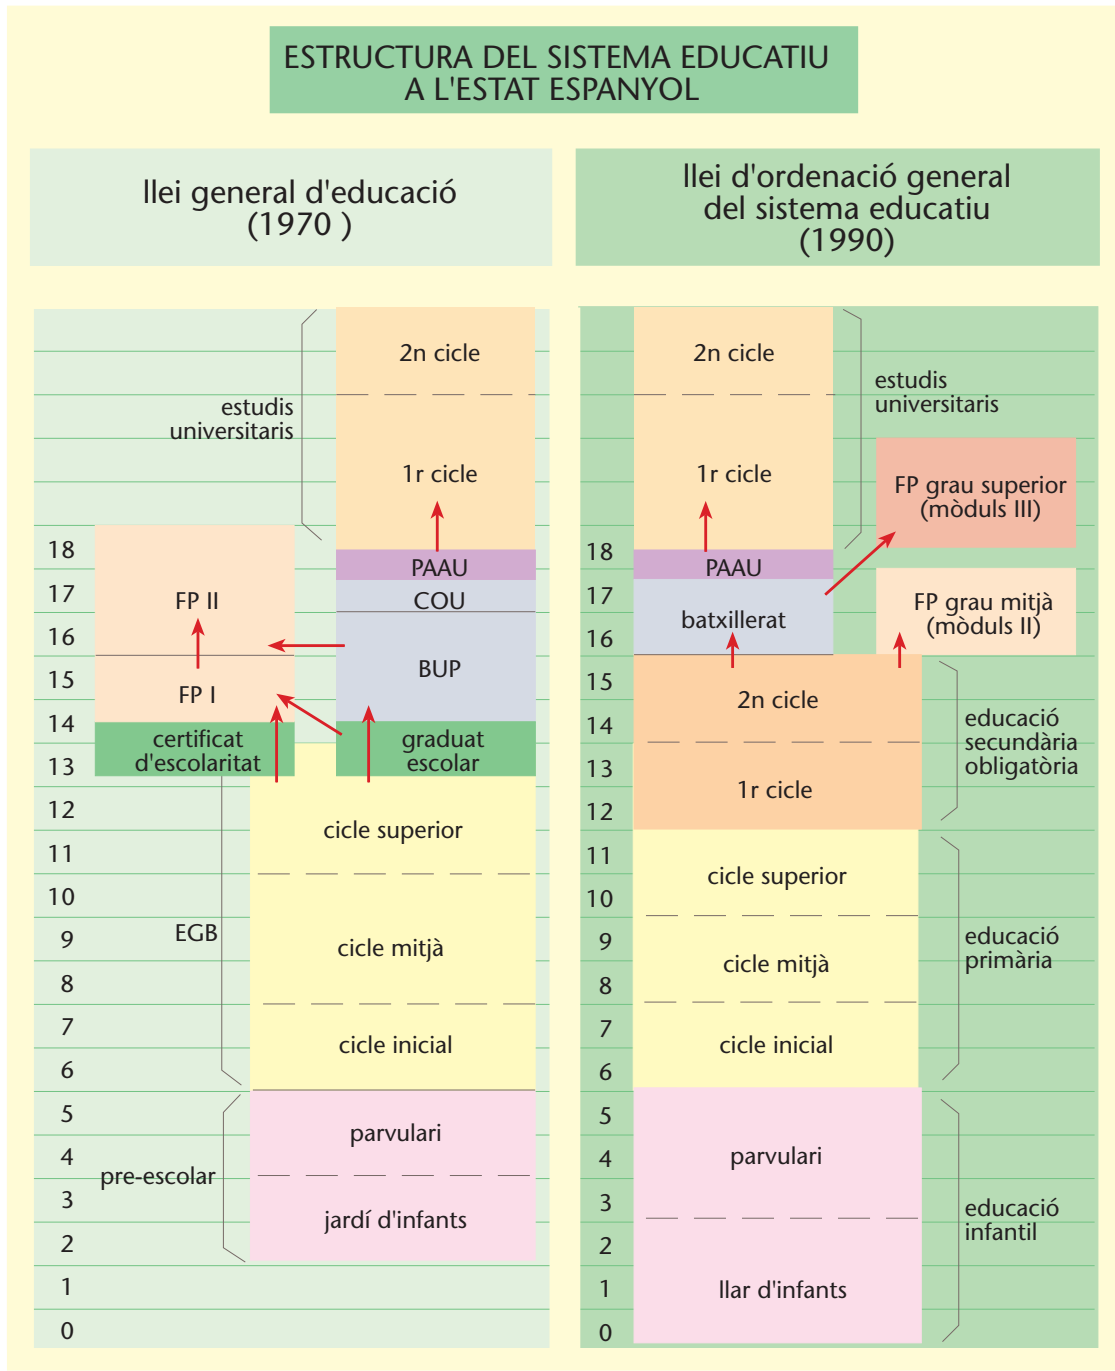 ESTRUCTURA DEL SISTEMA EDUCATIU
A L'ESTAT ESPANYOL
llei general d'educació
(1970 )
estudis
universitaris
2n cicle
1r cicle
18
17
16
15
14
13
12
11
10
9
8
7
6
5
4
3
2
1
0
PAAU
COU
BUP
FP II
FP I
certificat
d'escolaritat
graduat
escolar
EGB
cicle superior
cicle mitjà
cicle inicial
pre-escolar
parvulari
jardí d'infants
llei d'ordenació general
del sistema educatiu
(1990)
2n cicle
1r cicle
estudis
universitaris
FP grau superior
(mòduls III)
18
17
16
15
14
13
12
11
10
9
8
7
6
5
4
3
2
1
0
PAAU
batxillerat
FP grau mitjà
(mòduls II)
2n cicle
1r cicle
educació
secundària
obligatòria
cicle superior
cicle mitjà
cicle inicial
educació
primària
parvulari
llar d'infants
educació
infantil